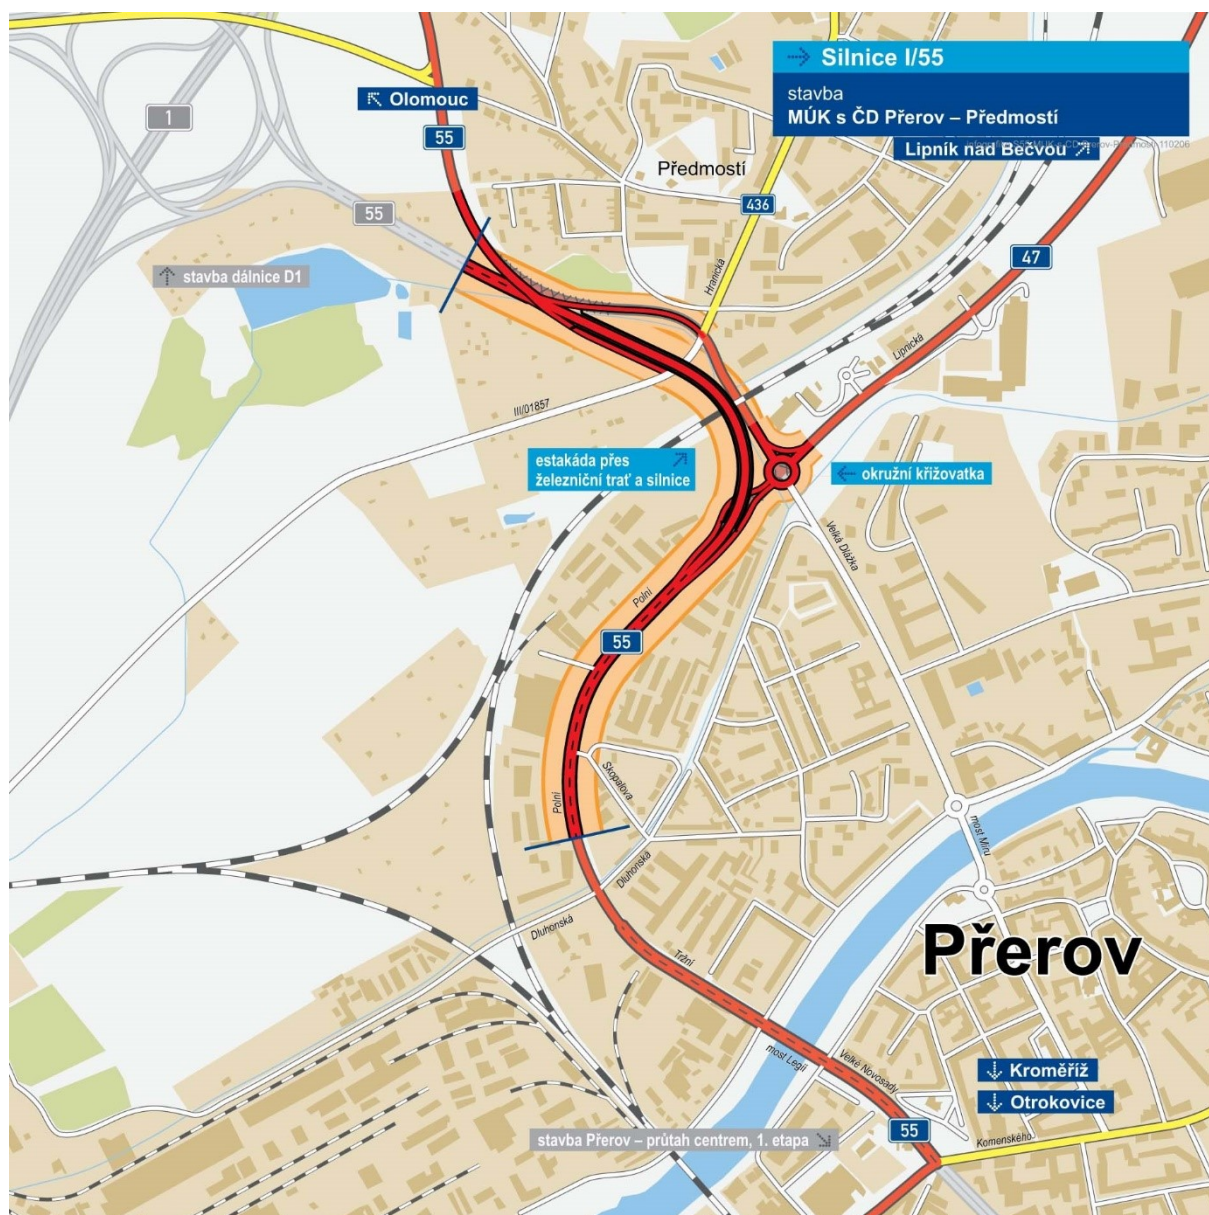 Silnice I/55
stavba
MÚK s ČD Přerov – Předmostí
Olomouc
1
55
Lipník nad Bečvou
Předmostí
436
55
47
stavba dálnice D1
Hranická
Lipnická
III/01857
estakáda přes
železniční trať a silnice
okružní křižovatka
Velká Dlážka
Polní
55
Skopalova
Polní
most Míru
Dluhonská
Dluhonská
Přerov
Tržní
most Legií
Velké Novosady
Kroměříž
Otrokovice
55
stavba Přerov – průtah centrem, 1. etapa
Komenského